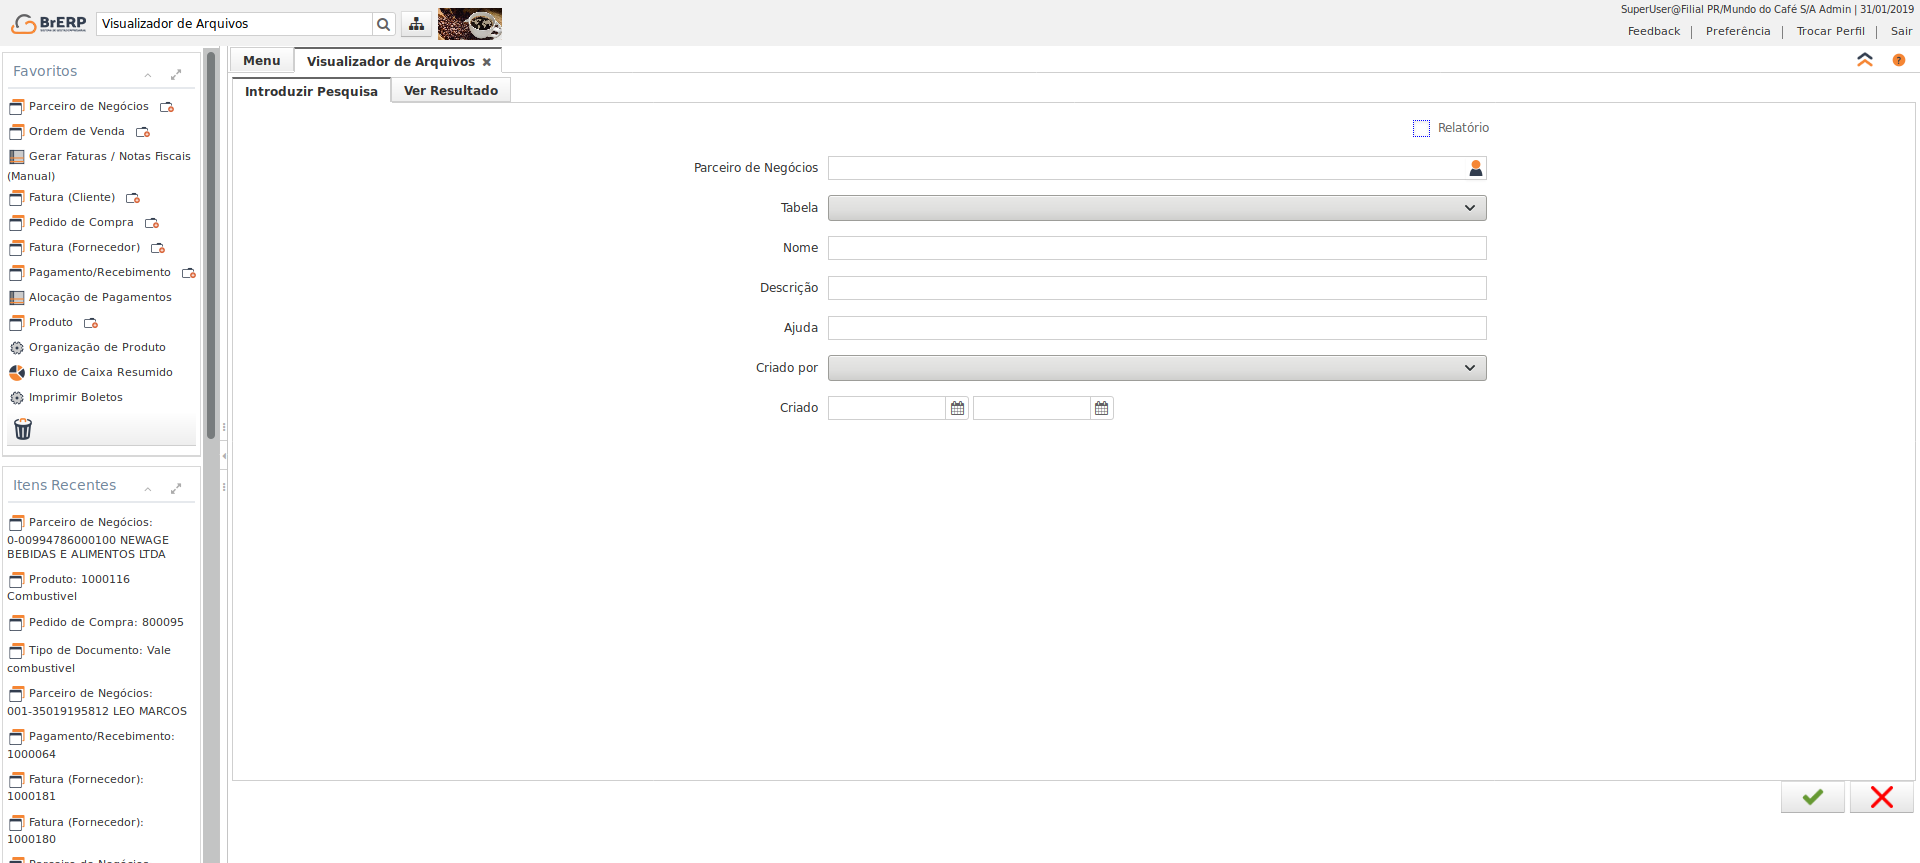 BrERP
Visualizador de Arquivos
SuperUser@Filial PR/Mundo do Café S/A Admin | 31/01/2019
Feedback | Preferência | Trocar Perfil | Sair
Favoritos
Parceiro de Negócios
Ordem de Venda
Gerar Faturas / Notas Fiscais
(Manual)
Fatura (Cliente)
Pedido de Compra
Fatura (Fornecedor)
Pagamento/Recebimento
Alocação de Pagamentos
Produto
Organização de Produto
Fluxo de Caixa Resumido
Imprimir Boletos
Itens Recentes
Parceiro de Negócios:
0-00994786000100 NEWAGE
BEBIDAS E ALIMENTOS LTDA
Produto: 1000116
Combustivel
Pedido de Compra: 800095
Tipo de Documento: Vale
combustivel
Parceiro de Negócios:
001-35019195812 LEO MARCOS
Pagamento/Recebimento:
1000064
Fatura (Fornecedor):
1000181
Fatura (Fornecedor):
1000180
Menu
Visualizador de Arquivos
Introduzir Pesquisa
Ver Resultado
Relatório
Parceiro de Negócios
Tabela
Nome
Descrição
Ajuda
Criado por
Criado